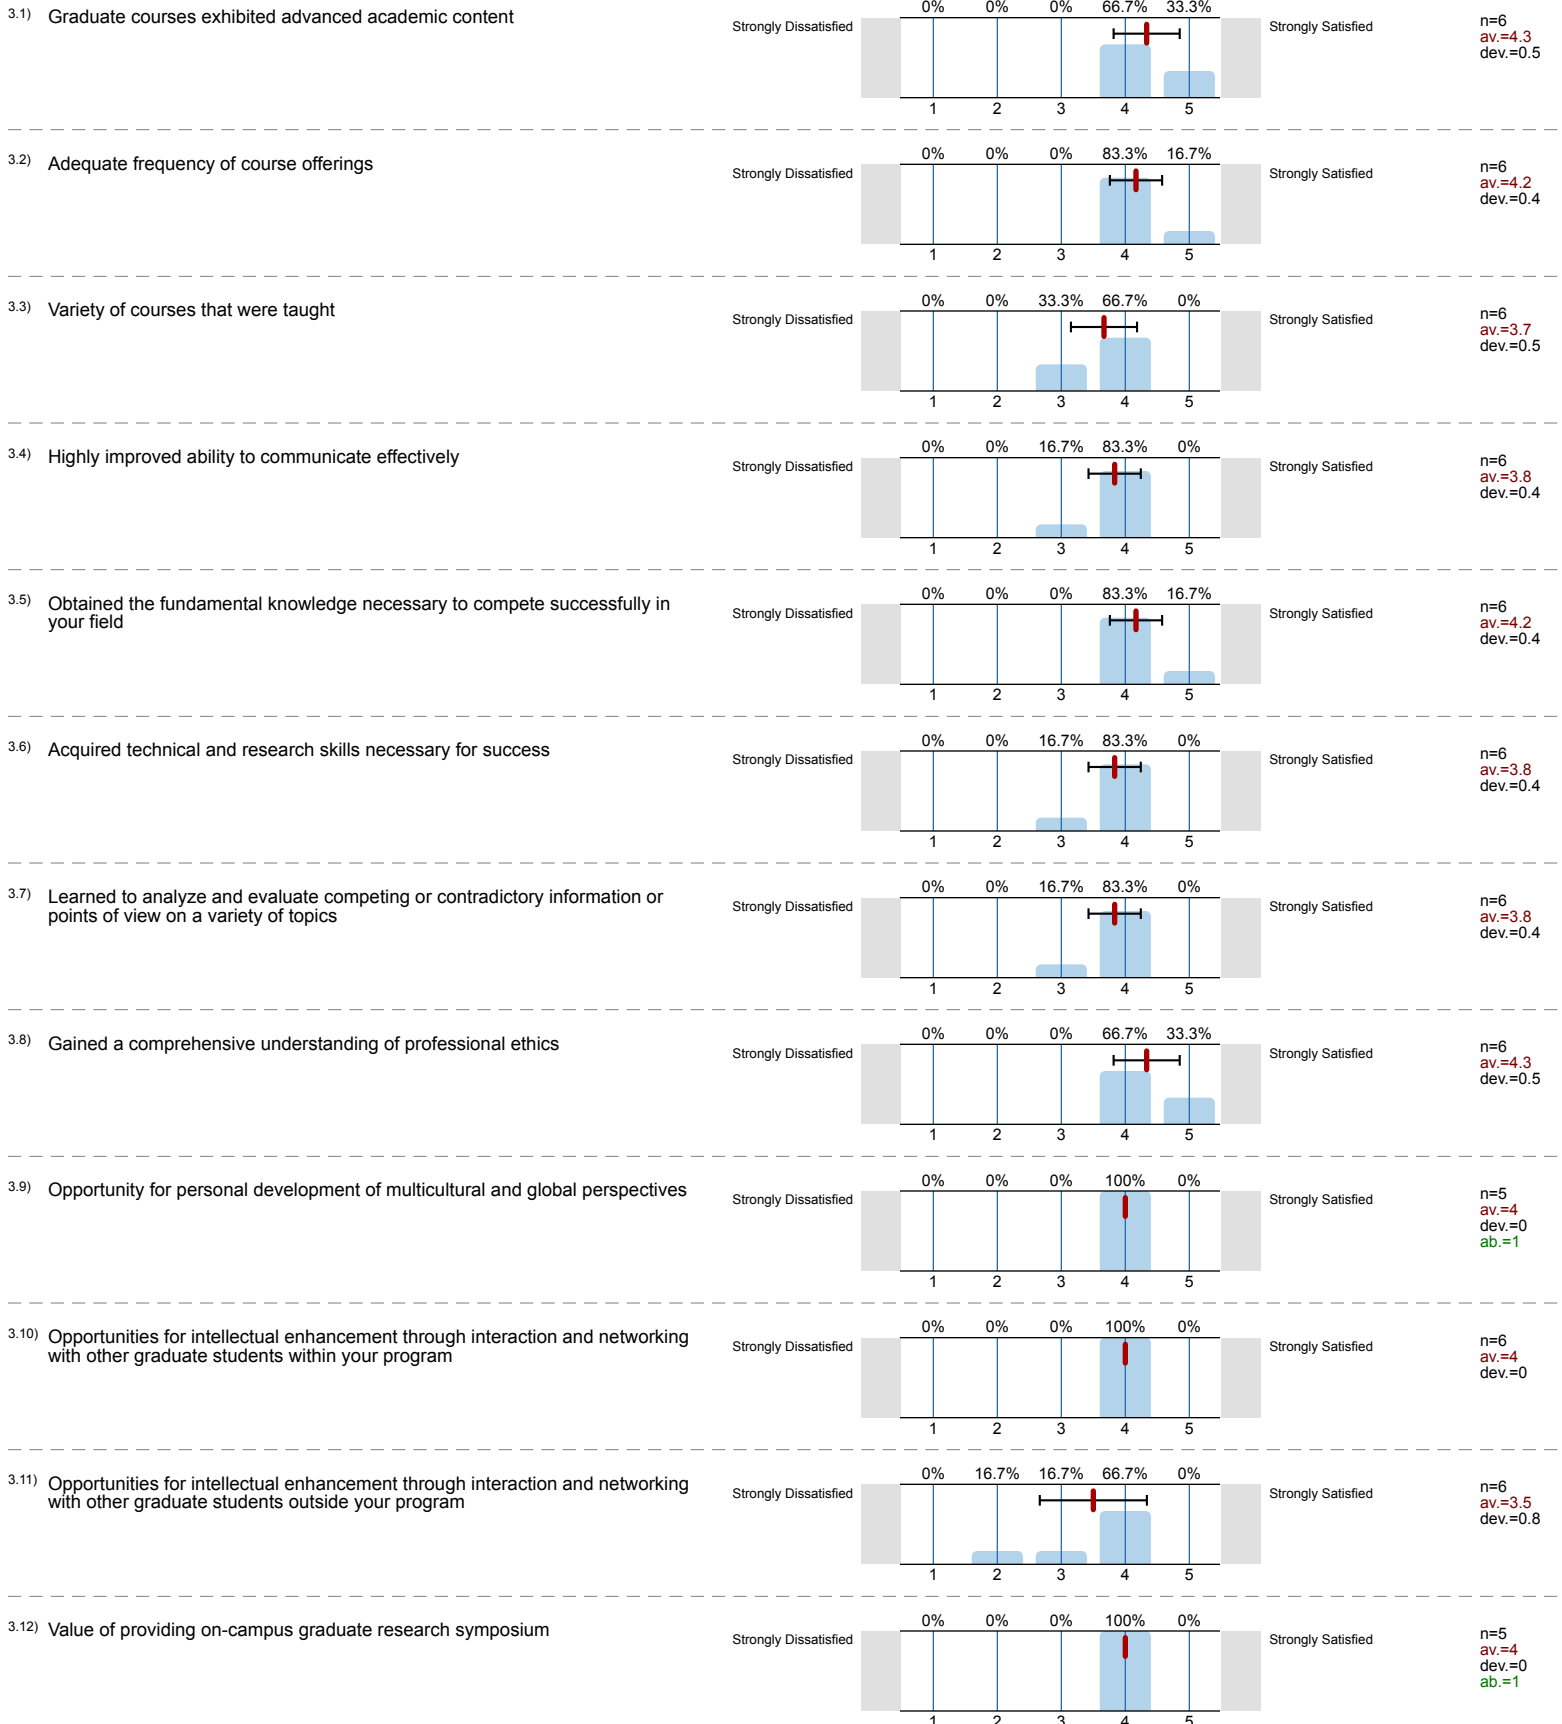 3.1) Graduate courses exhibited advanced academic content
Strongly Dissatisfied
0% 0% 0% 66.7% 33.3%
1 2 3 4 5
Strongly Satisfied
n=6
av.=4.3
dev.=0.5
3.2) Adequate frequency of course offerings
Strongly Dissatisfied
0% 0% 0% 83.3% 16.7%
1 2 3 4 5
Strongly Satisfied
n=6
av.=4.2
dev.=0.4
3.3) Variety of courses that were taught
Strongly Dissatisfied
0% 0% 33.3% 66.7% 0%
1 2 3 4 5
Strongly Satisfied
n=6
av.=3.7
dev.=0.5
3.4) Highly improved ability to communicate effectively
Strongly Dissatisfied
0% 0% 16.7% 83.3% 0%
1 2 3 4 5
Strongly Satisfied
n=6
av.=3.8
dev.=0.4
3.5) Obtained the fundamental knowledge necessary to compete successfully in
your field
Strongly Dissatisfied
0% 0% 0% 83.3% 16.7%
1 2 3 4 5
Strongly Satisfied
n=6
av.=4.2
dev.=0.4
3.6) Acquired technical and research skills necessary for success
Strongly Dissatisfied
0% 0% 16.7% 83.3% 0%
1 2 3 4 5
Strongly Satisfied
n=6
av.=3.8
dev.=0.4
3.7) Learned to analyze and evaluate competing or contradictory information or
points of view on a variety of topics
Strongly Dissatisfied
0% 0% 16.7% 83.3% 0%
1 2 3 4 5
Strongly Satisfied
n=6
av.=3.8
dev.=0.4
3.8) Gained a comprehensive understanding of professional ethics
Strongly Dissatisfied
0% 0% 0% 66.7% 33.3%
1 2 3 4 5
Strongly Satisfied
n=6
av.=4.3
dev.=0.5
3.9) Opportunity for personal development of multicultural and global perspectives
Strongly Dissatisfied
0% 0% 0% 100% 0%
1 2 3 4 5
Strongly Satisfied
n=5
av.=4
dev.=0
ab.=1
3.10) Opportunities for intellectual enhancement through interaction and networking
with other graduate students within your program
Strongly Dissatisfied
0% 0% 0% 100% 0%
1 2 3 4 5
Strongly Satisfied
n=6
av.=4
dev.=0
3.11) Opportunities for intellectual enhancement through interaction and networking
with other graduate students outside your program
Strongly Dissatisfied
0% 16.7% 16.7% 66.7% 0%
1 2 3 4 5
Strongly Satisfied
n=6
av.=3.5
dev.=0.8
3.12) Value of providing on-campus graduate research symposium
Strongly Dissatisfied
0% 0% 0% 100% 0%
1 2 3 4 5
Strongly Satisfied
n=5
av.=4
dev.=0
ab.=1